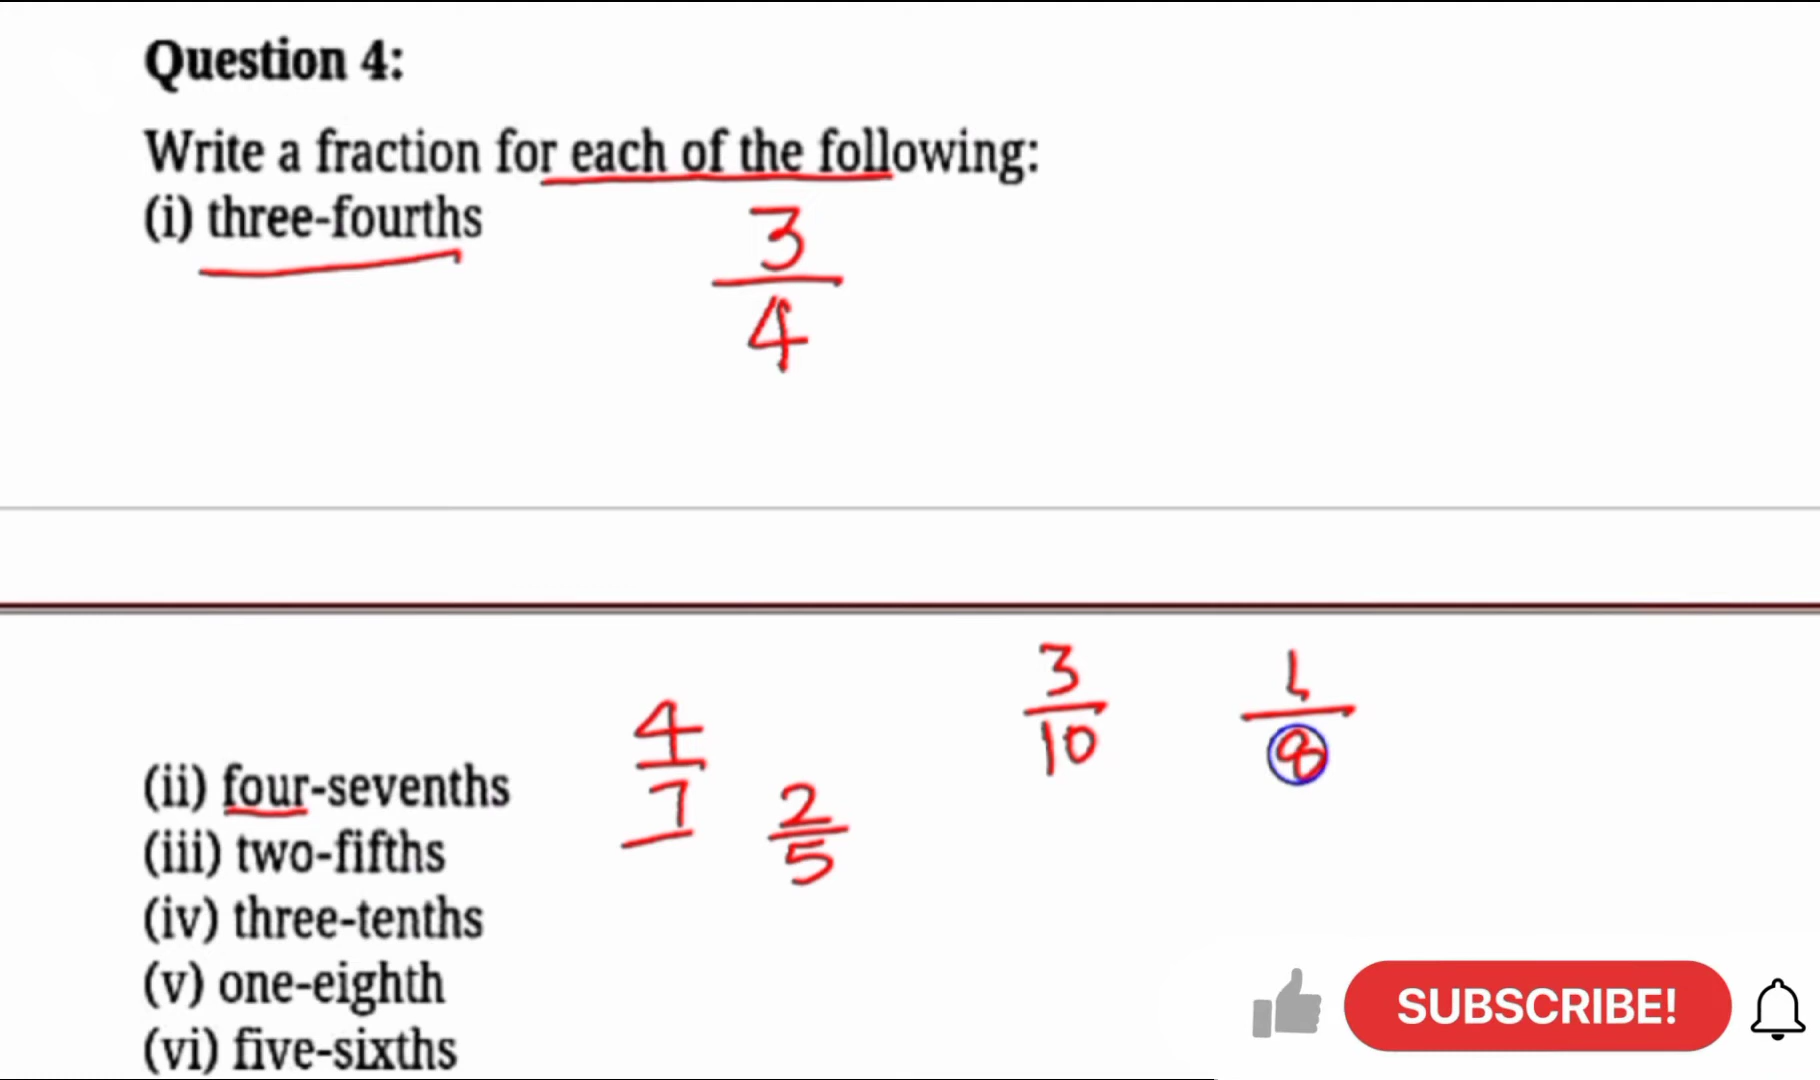 Question 4:
Write a fraction for each of the following:
(i) three-fourths
3
4
(ii) four-sevenths
4
7
(iii) two-fifths
2
5
(iv) three-tenths
3
10
(v) one-eighth
1
8
(vi) five-sixths
SUBSCRIBE!